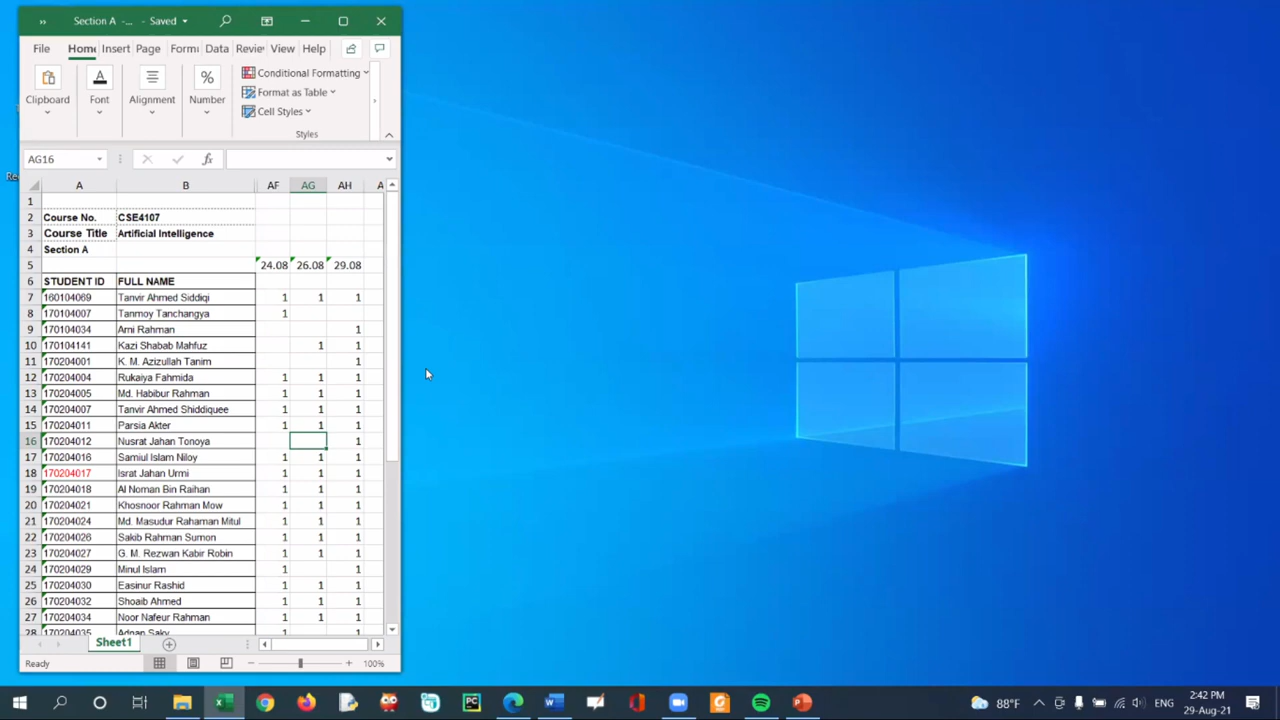 Section A -... - Saved
File Home Insert Page Formu Data Review View Help
Clipboard Font Alignment Number
%
Conditional Formatting
Format as Table
Cell Styles
Styles
AG16 fx
A B AF AG AH A
1
2 Course No. CSE4107
3 Course Title Artificial Intelligence
4 Section A
5 24.08 26.08 29.08
6 STUDENT ID FULL NAME
7 160104069 Tanvir Ahmed Siddiqi 1 1 1
8 170104007 Tanmoy Tanchangya 1
9 170104034 Arni Rahman 1
10 170104141 Kazi Shabab Mahfuz 1 1
11 170204001 K. M. Azizullah Tanim 1
12 170204004 Rukaiya Fahmida 1 1 1
13 170204005 Md. Habibur Rahman 1 1 1
14 170204007 Tanvir Ahmed Shiddiquee 1 1 1
15 170204011 Parsia Akter 1 1 1
16 170204012 Nusrat Jahan Tonoya 1
17 170204016 Samiul Islam Niloy 1 1 1
18 170204017 Israt Jahan Urmi 1 1 1
19 170204018 Al Noman Bin Raihan 1 1 1
20 170204021 Khosnoor Rahman Mow 1 1 1
21 170204024 Md. Masudur Rahaman Mitul 1 1 1
22 170204026 Sakib Rahman Sumon 1 1 1
23 170204027 G. M. Rezwan Kabir Robin 1 1 1
24 170204029 Minul Islam 1 1
25 170204030 Easinur Rashid 1 1 1
26 170204032 Shoaib Ahmed 1 1 1
27 170204034 Noor Nafeur Rahman 1 1 1
28 170204035 Adnan Saky 1 1
Sheet1
Ready 100%
88°F ENG 2:42 PM
29-Aug-21